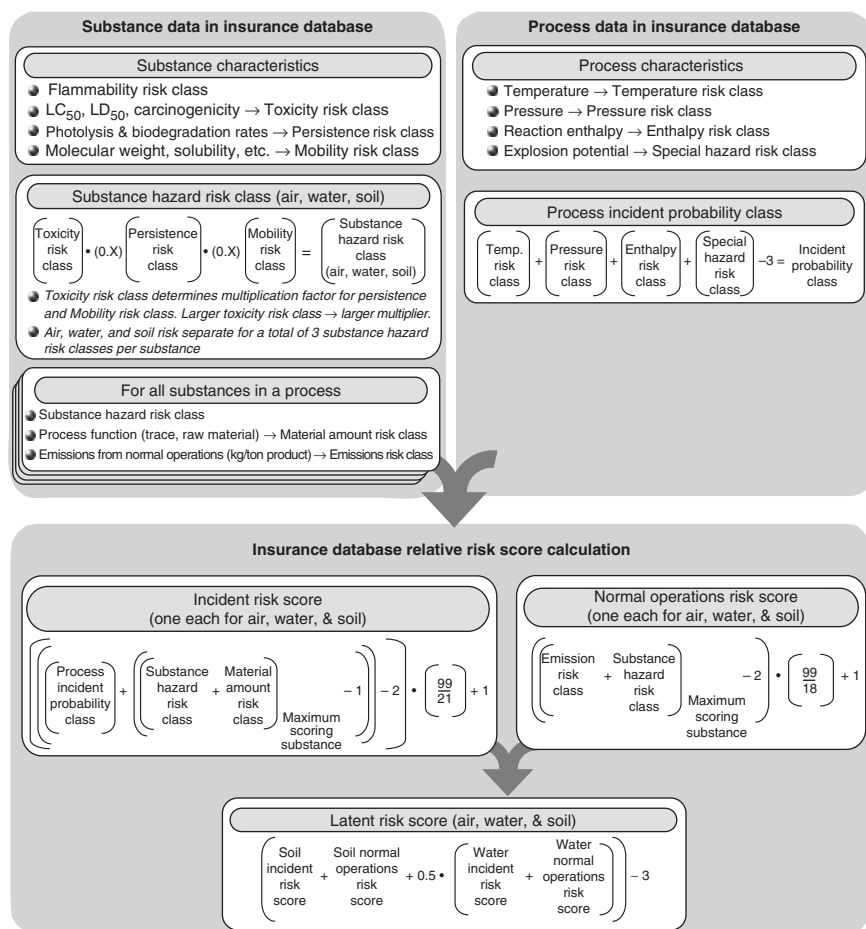 Substance data in insurance database
Substance characteristics
Flammability risk class
LC50, LD50, carcinogenicity → Toxicity risk class
Photolysis & biodegradation rates → Persistence risk class
Molecular weight, solubility, etc. → Mobility risk class
Substance hazard risk class (air, water, soil)
Toxicity
risk
class
• (0.X)
Persistence
risk
class
• (0.X)
Mobility
risk
class
=
Substance
hazard risk
class
(air, water, soil)
Toxicity risk class determines multiplication factor for persistence
and Mobility risk class. Larger toxicity risk class → larger multiplier.
Air, water, and soil risk separate for a total of 3 substance hazard
risk classes per substance
For all substances in a process
Substance hazard risk class
Process function (trace, raw material) → Material amount risk class
Emissions from normal operations (kg/ton product) → Emissions risk class
Process data in insurance database
Process characteristics
Temperature → Temperature risk class
Pressure → Pressure risk class
Reaction enthalpy → Enthalpy risk class
Explosion potential → Special hazard risk class
Process incident probability class
Temp.
risk
class
+
Pressure
risk
class
+
Enthalpy
risk
class
+
Special
hazard
risk
class
−3 =
Incident
probability
class
Insurance database relative risk score calculation
Incident risk score
(one each for air, water, & soil)
Process
incident
probability
class
+
Substance
hazard
risk
class
+
Material
amount
risk
class
Maximum
scoring
substance
− 1
− 2
•
99
21
+ 1
Normal operations risk score
(one each for air, water, & soil)
Emission
risk
class
+
Substance
hazard
risk
class
Maximum
scoring
substance
− 2
•
99
18
+ 1
Latent risk score (air, water, & soil)
Soil
incident
risk
score
+
Soil normal
operations
risk
score
+ 0.5 •
Water
incident
risk
score
+
Water
normal
operations
risk
score
− 3